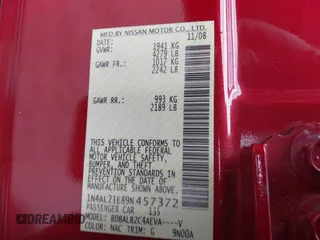 MFD BY NISSAN MOTOR CO., LTD.
DATE: 11/08
GVWR: 1941 KG
4279 LB
GAWR FR.: 1017 KG
2242 LB
GAWR RR.: 993 KG
2189 LB
THIS VEHICLE CONFORMS TO ALL
APPLICABLE FEDERAL MOTOR
VEHICLE SAFETY,
BUMPER, AND THEFT
PREVENTION STANDARDS
IN EFFECT ON THE DATE OF
MANUFACTURE SHOWN ABOVE.
1N4AL21E89N457372
PASSENGER CAR 135
MODEL: BDBALBZC4AEVA----V
COLOR: NAC TRIM: G 9N00A
DREAMBID